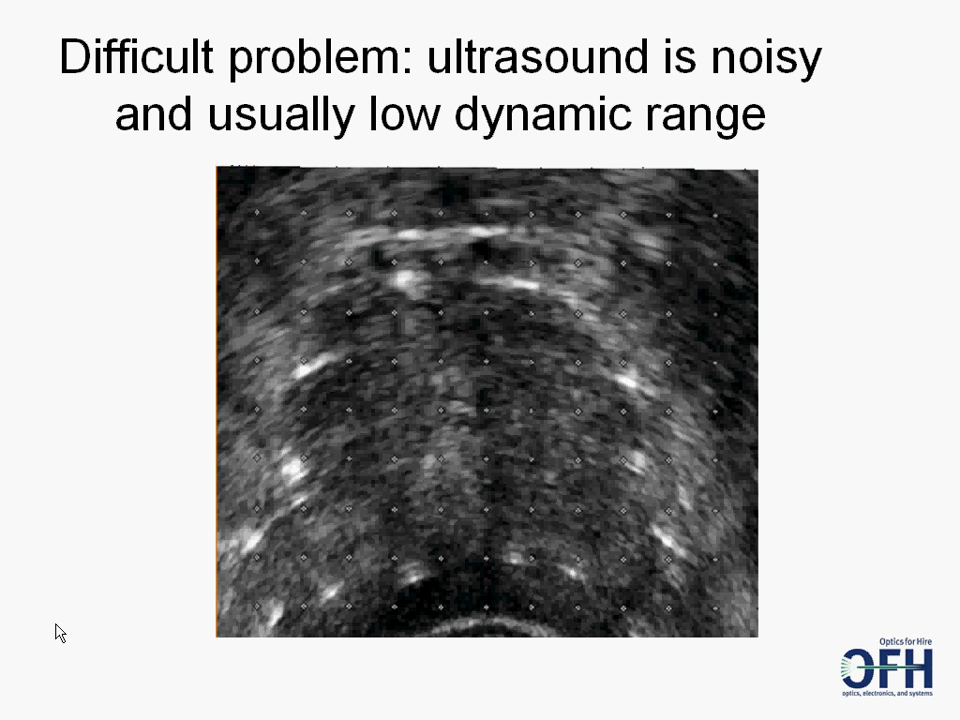 Difficult problem: ultrasound is noisy
and usually low dynamic range
Optics for Hire
OFH
optics, electronics, and systems